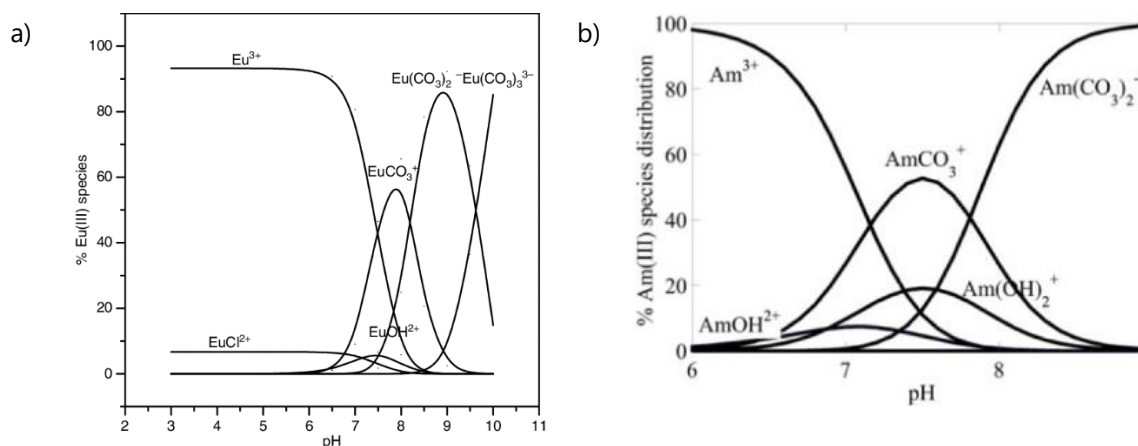 a)
100
80
60
40
20
0
% Eu(III) species
Eu³⁺
Eu(CO₃)₂⁻
Eu(CO₃)₃³⁻
EuCO₃⁺
EuOH²⁺
EuCl²⁺
2 3 4 5 6 7 8 9 10 11
pH
b)
100
80
60
40
20
0
% Am(III) species distribution
Am³⁺
Am(CO₃)₂⁻
AmCO₃⁺
Am(OH)₂⁺
AmOH²⁺
6 7 8
pH